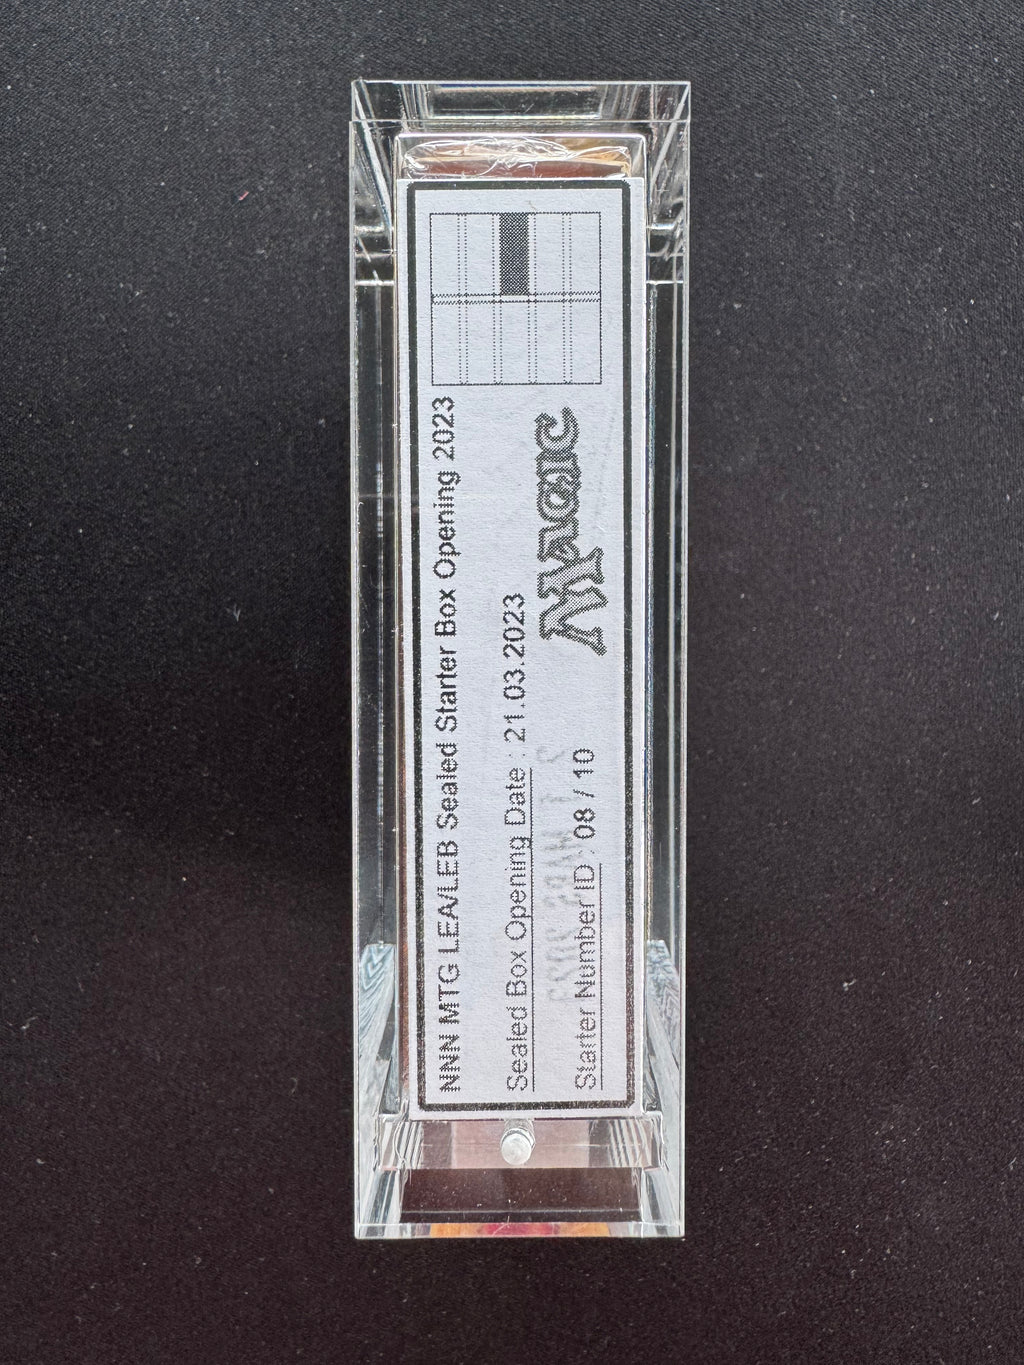 NNN MTG LEA/LEB Sealed Starter Box Opening 2023
Sealed Box Opening Date : 21.03.2023
Starter Number ID : 08 / 10
MAGIC